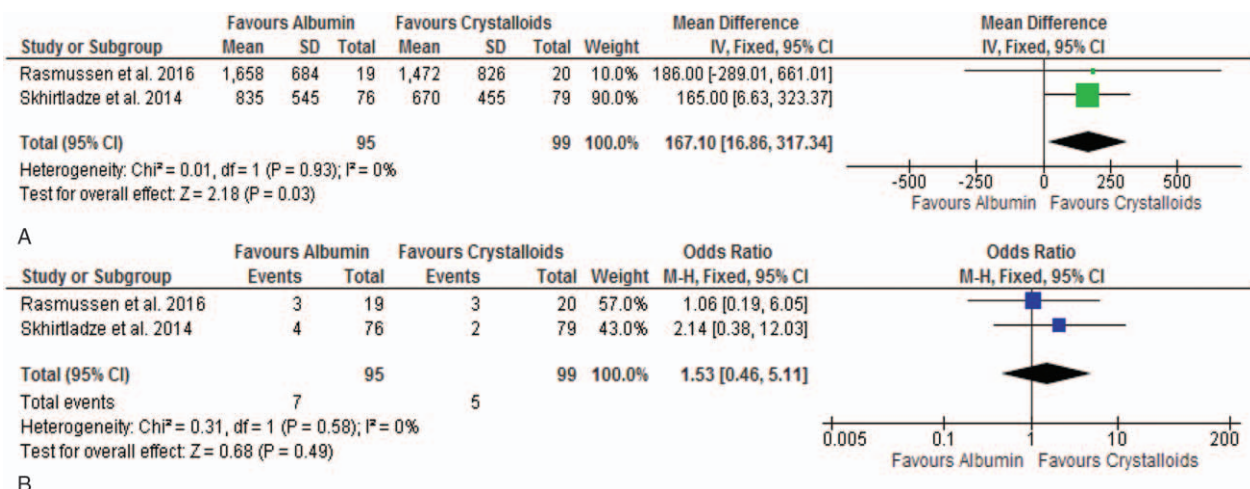 Favours Albumin Favours Crystalloids Mean Difference Mean Difference
Study or Subgroup Mean SD Total Mean SD Total Weight IV, Fixed, 95% CI IV, Fixed, 95% CI
Rasmussen et al. 2016 1,658 684 19 1,472 826 20 10.0% 186.00 [-289.01, 661.01]
Skhirtladze et al. 2014 835 545 76 670 455 79 90.0% 165.00 [6.63, 323.37]
Total (95% CI) 95 99 100.0% 167.10 [16.86, 317.34]
Heterogeneity: Chi² = 0.01, df = 1 (P = 0.93); I² = 0%
Test for overall effect: Z = 2.18 (P = 0.03)
-500 -250 0 250 500
Favours Albumin Favours Crystalloids
A
Favours Albumin Favours Crystalloids Odds Ratio Odds Ratio
Study or Subgroup Events Total Events Total Weight M-H, Fixed, 95% CI M-H, Fixed, 95% CI
Rasmussen et al. 2016 3 19 3 20 57.0% 1.06 [0.19, 6.05]
Skhirtladze et al. 2014 4 76 2 79 43.0% 2.14 [0.38, 12.03]
Total (95% CI) 95 99 100.0% 1.53 [0.46, 5.11]
Total events 7 5
Heterogeneity: Chi² = 0.31, df = 1 (P = 0.58); I² = 0%
Test for overall effect: Z = 0.68 (P = 0.49)
0.005 0.1 1 10 200
Favours Albumin Favours Crystalloids
B